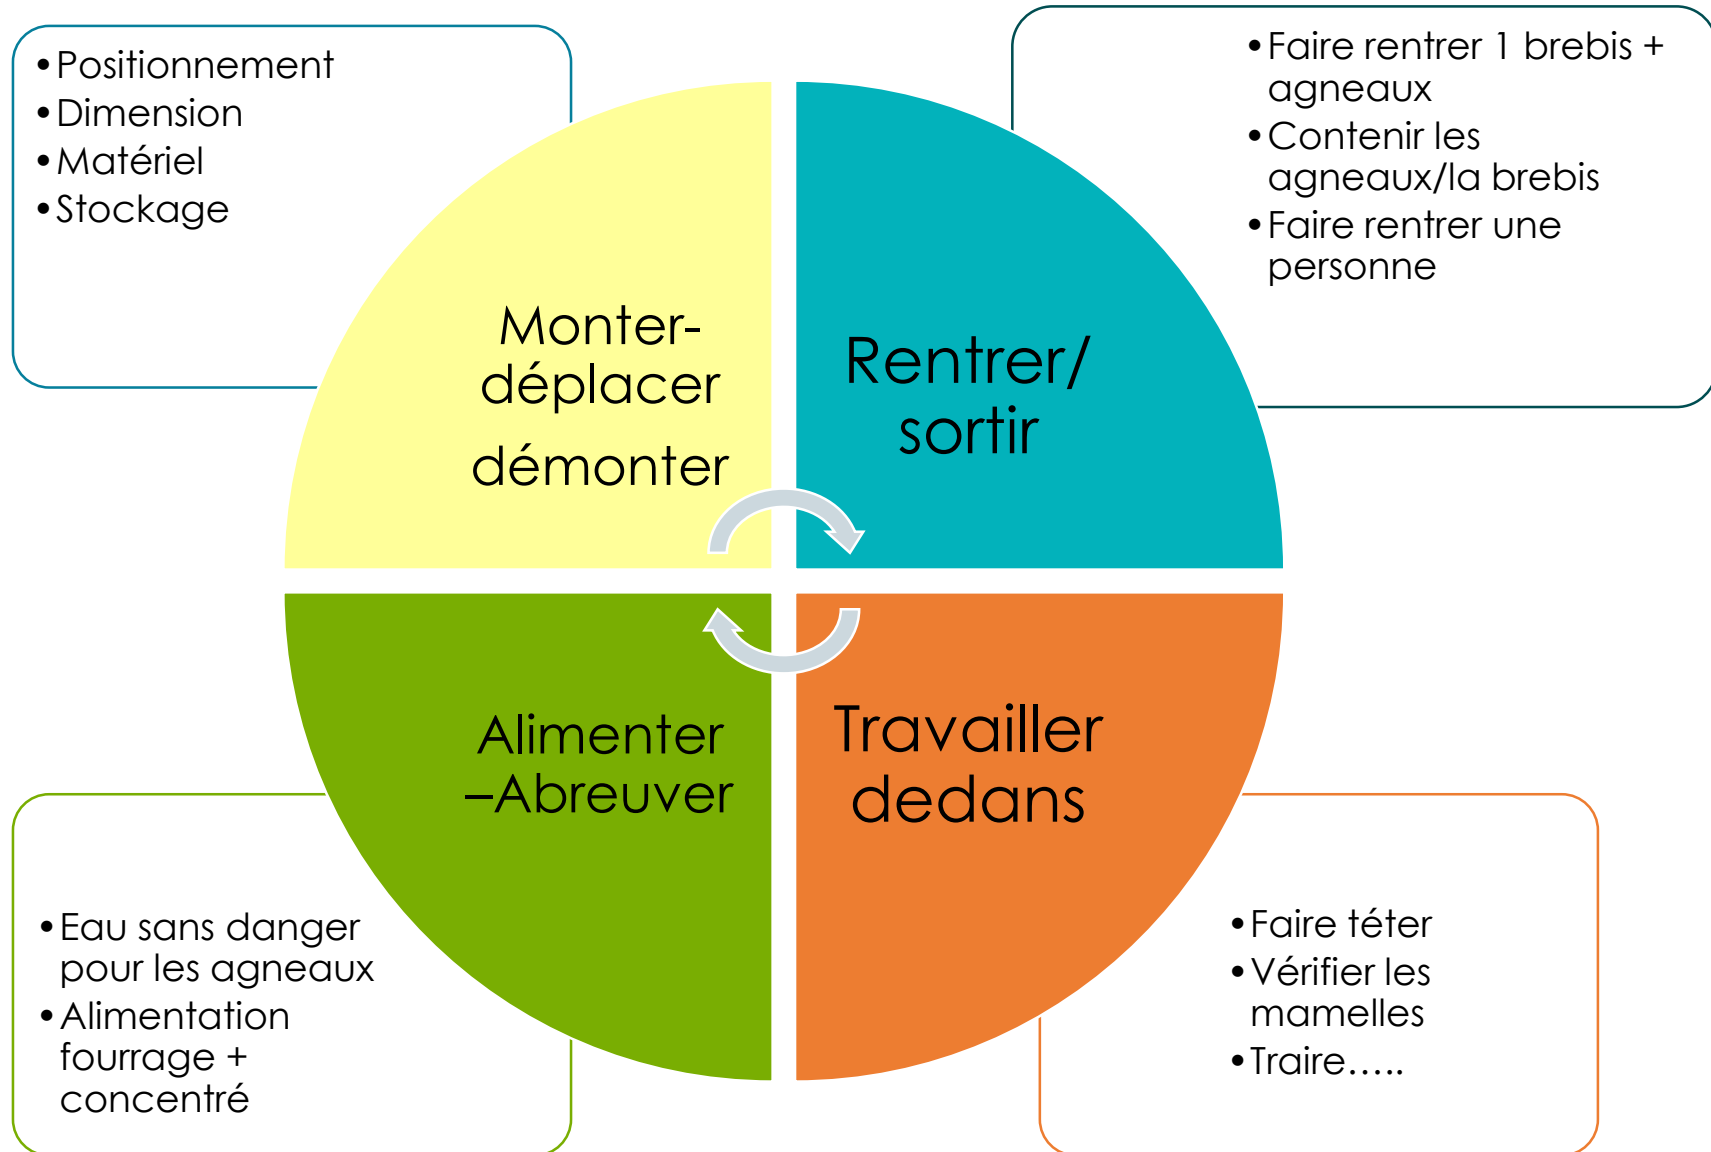 •Positionnement
•Dimension
•Matériel
•Stockage
•Faire rentrer 1 brebis +
agneaux
•Contenir les
agneaux/la brebis
•Faire rentrer une
personne
Monter-
déplacer
démonter
Rentrer/
sortir
Alimenter
–Abreuver
Travailler
dedans
•Eau sans danger
pour les agneaux
•Alimentation
fourrage +
concentré
•Faire téter
•Vérifier les
mamelles
•Traire.....